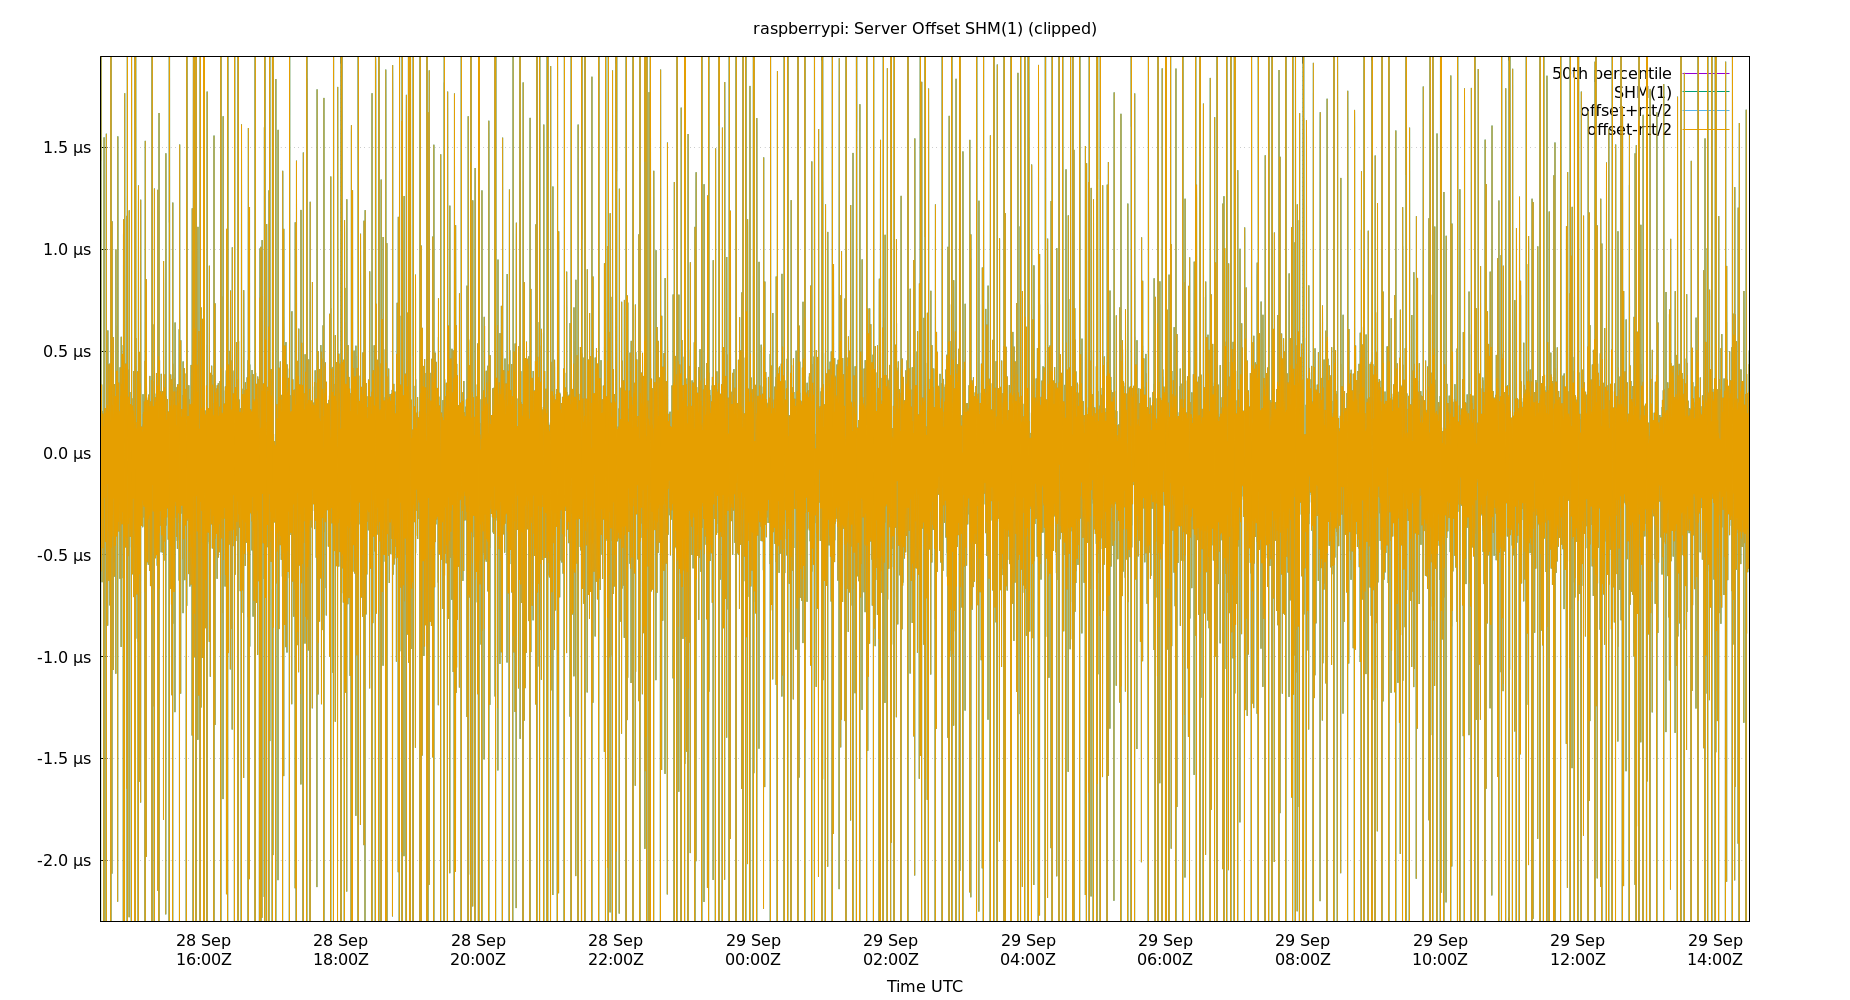 raspberrypi: Server Offset SHM(1) (clipped)
50th percentile
SHM(1)
offset+rtt/2
offset-rtt/2
1.5 µs
1.0 µs
0.5 µs
0.0 µs
-0.5 µs
-1.0 µs
-1.5 µs
-2.0 µs
28 Sep 28 Sep 28 Sep 28 Sep 29 Sep 29 Sep 29 Sep 29 Sep 29 Sep 29 Sep 29 Sep 29 Sep
16:00Z 18:00Z 20:00Z 22:00Z 00:00Z 02:00Z 04:00Z 06:00Z 08:00Z 10:00Z 12:00Z 14:00Z
Time UTC